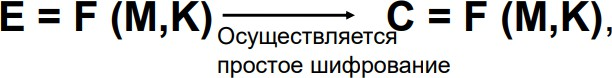 E = F (M,K) → C = F (M,K),
Осуществляется
простое шифрование